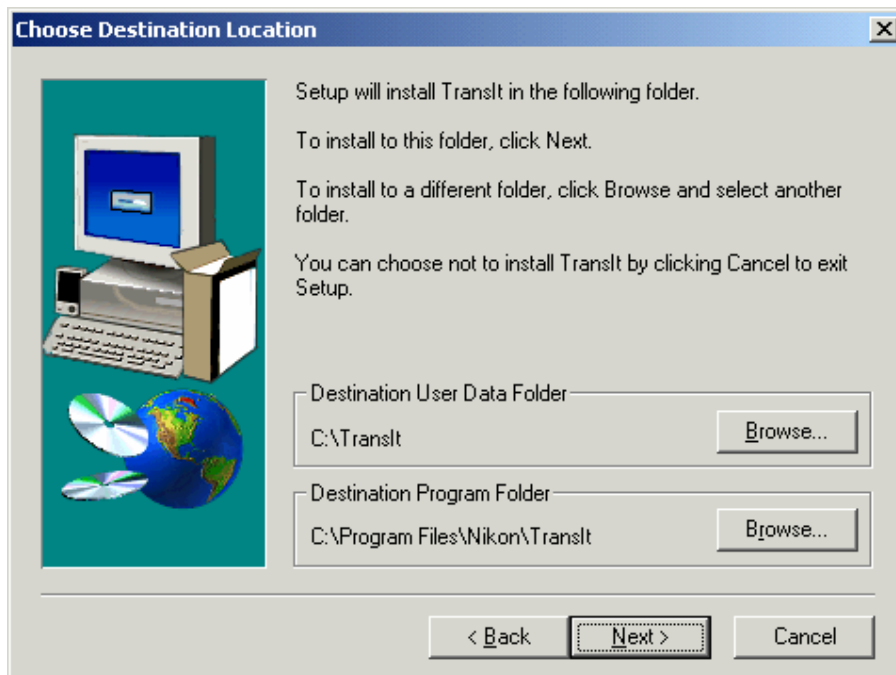 Choose Destination Location
Setup will install TransIt in the following folder.
To install to this folder, click Next.
To install to a different folder, click Browse and select another
folder.
You can choose not to install TransIt by clicking Cancel to exit
Setup.
Destination User Data Folder
C:\TransIt
Browse...
Destination Program Folder
C:\Program Files\Nikon\TransIt
Browse...
< Back
Next >
Cancel